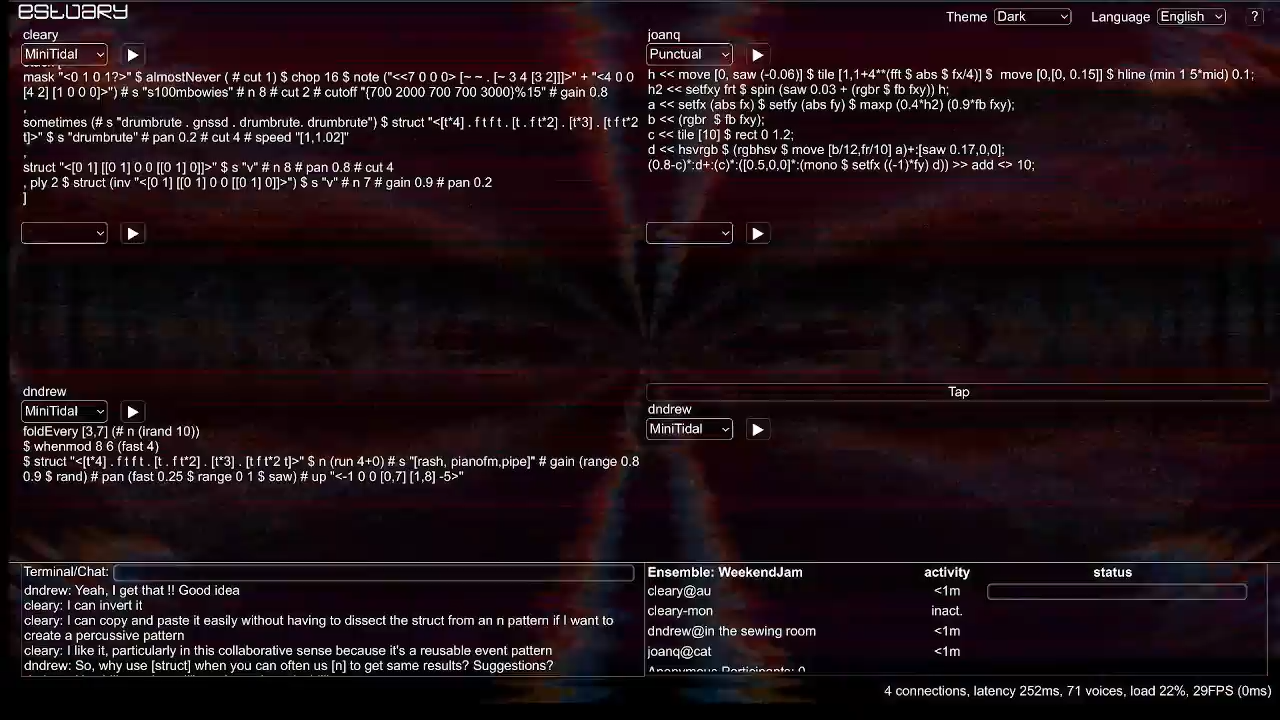 estuary
Theme Dark Language English ?
cleary
MiniTidal
mask "<0 1 0 1?>" $ almostNever ( # cut 1) $ chop 16 $ note ("<<7 0 0 0> [~ ~ . [~ 3 4 [3 2]]]>" + "<4 0 0
[4 2] [1 0 0 0]>") # s "s100mbowies" # n 8 # cut 2 # cutoff "{700 2000 700 700 3000}%15" # gain 0.8
,
sometimes (# s "drumbrute . gnssd . drumbrute. drumbrute") $ struct "<[t*4] . f t f t . [t . f t*2] . [t*3] . [t f t*2
t]>" $ s "drumbrute" # pan 0.2 # cut 4 # speed "[1,1.02]"
,
struct "<[0 1] [[0 1] 0 0 [[0 1] 0]]>" $ s "v" # n 8 # pan 0.8 # cut 4
, ply 2 $ struct (inv "<[0 1] [[0 1] 0 0 [[0 1] 0]]>") $ s "v" # n 7 # gain 0.9 # pan 0.2
]
joanq
Punctual
h << move [0, saw (-0.06)] $ tile [1,1+4**(fft $ abs $ fx/4)] $ move [0,[0, 0.15]] $ hline (min 1 5*mid) 0.1;
h2 << setfxy frt $ spin (saw 0.03 + (rgbr $ fb fxy)) h;
a << setfx (abs fx) $ setfy (abs fy) $ maxp (0.4*h2) (0.9*fb fxy);
b << (rgbr $ fb fxy);
c << tile [10] $ rect 0 1.2;
d << hsvrgb $ (rgbhsv $ move [b/12,fr/10] a)+:[saw 0.17,0,0];
(0.8-c)*:d+:(c)*:([0.5,0,0]*:(mono $ setfx ((-1)*fy) d)) >> add <> 10;
dndrew
MiniTidal
foldEvery [3,7] (# n (irand 10))
$ whenmod 8 6 (fast 4)
$ struct "<[t*4] . f t f t . [t . f t*2] . [t*3] . [t f t*2 t]>" $ n (run 4+0) # s "[rash, pianofm,pipe]" # gain (range 0.8
0.9 $ rand) # pan (fast 0.25 $ range 0 1 $ saw) # up "<-1 0 0 [0,7] [1,8] -5>"
Tap
dndrew
MiniTidal
Terminal/Chat:
dndrew: Yeah, I get that !! Good idea
cleary: I can invert it
cleary: I can copy and paste it easily without having to dissect the struct from an n pattern if I want to
create a percussive pattern
cleary: I like it, particularly in this collaborative sense because it's a reusable event pattern
dndrew: So, why use [struct] when you can often us [n] to get same results? Suggestions?
Ensemble: WeekendJam activity status
cleary@au <1m
cleary-mon inact.
dndrew@in the sewing room <1m
joanq@cat <1m
Anonymous Participants: 0
4 connections, latency 252ms, 71 voices, load 22%, 29FPS (0ms)